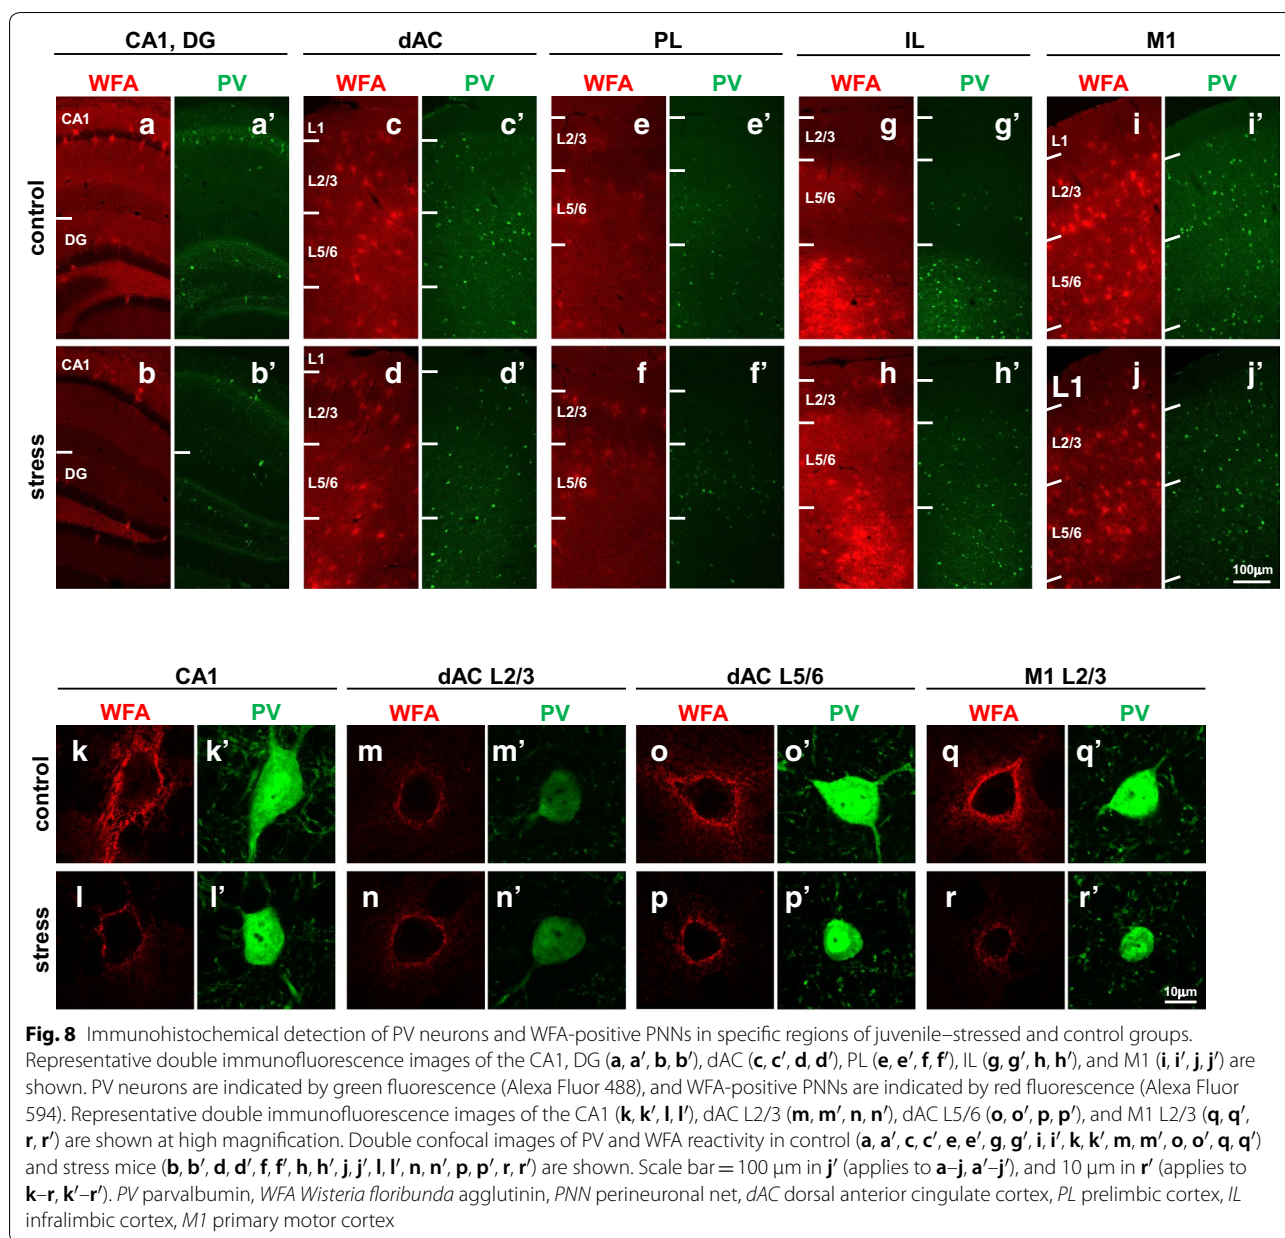 CA1, DG dAC PL IL M1
WFA PV WFA PV WFA PV WFA PV WFA PV
control
CA1 a a’ L1 c c’ L2/3 e e’ L2/3 g g’ L1 i i’
L2/3 L5/6 L5/6 L2/3
DG L5/6 L5/6
stress
CA1 b b’ L1 d d’ L2/3 f f’ L2/3 h h’ L1 j j’
L2/3 L5/6 L5/6 L2/3
DG L5/6 L5/6
100μm
CA1 dAC L2/3 dAC L5/6 M1 L2/3
WFA PV WFA PV WFA PV WFA PV
control
k k’ m m’ o o’ q q’
stress
l l’ n n’ p p’ r r’
10μm
Fig. 8 Immunohistochemical detection of PV neurons and WFA-positive PNNs in specific regions of juvenile–stressed and control groups.
Representative double immunofluorescence images of the CA1, DG (a, a′, b, b′), dAC (c, c′, d, d′), PL (e, e′, f, f′), IL (g, g′, h, h′), and M1 (i, i′, j, j′) are
shown. PV neurons are indicated by green fluorescence (Alexa Fluor 488), and WFA-positive PNNs are indicated by red fluorescence (Alexa Fluor
594). Representative double immunofluorescence images of the CA1 (k, k′, l, l′), dAC L2/3 (m, m′, n, n′), dAC L5/6 (o, o′, p, p′), and M1 L2/3 (q, q′,
r, r′) are shown at high magnification. Double confocal images of PV and WFA reactivity in control (a, a′, c, c′, e, e′, g, g′, i, i′, k, k′, m, m′, o, o′, q, q′)
and stress mice (b, b′, d, d′, f, f′, h, h′, j, j′, l, l′, n, n′, p, p′, r, r′) are shown. Scale bar = 100 μm in j′ (applies to a–j, a′–j′), and 10 μm in r′ (applies to
k–r, k′–r′). PV parvalbumin, WFA Wisteria floribunda agglutinin, PNN perineuronal net, dAC dorsal anterior cingulate cortex, PL prelimbic cortex, IL
infralimbic cortex, M1 primary motor cortex